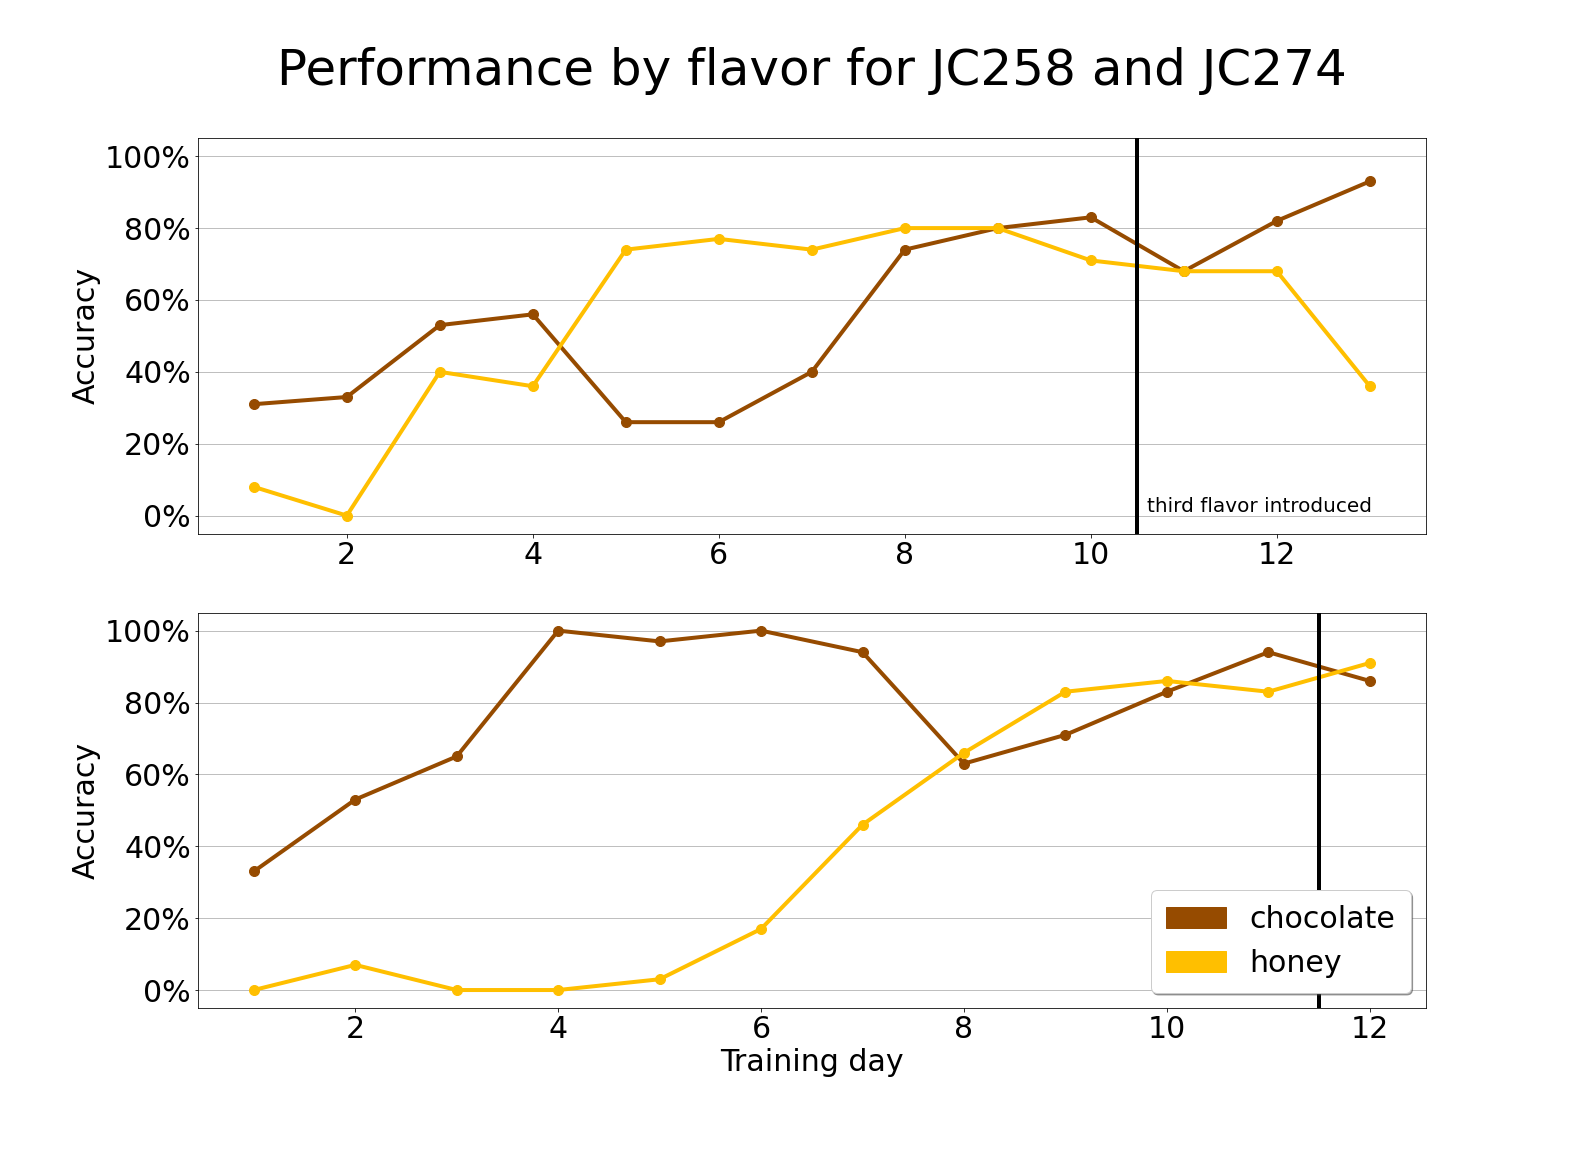 Performance by flavor for JC258 and JC274
100%
80%
60%
40%
20%
0%
Accuracy
third flavor introduced
2 4 6 8 10 12
100%
80%
60%
40%
20%
0%
Accuracy
chocolate
honey
2 4 6 8 10 12
Training day